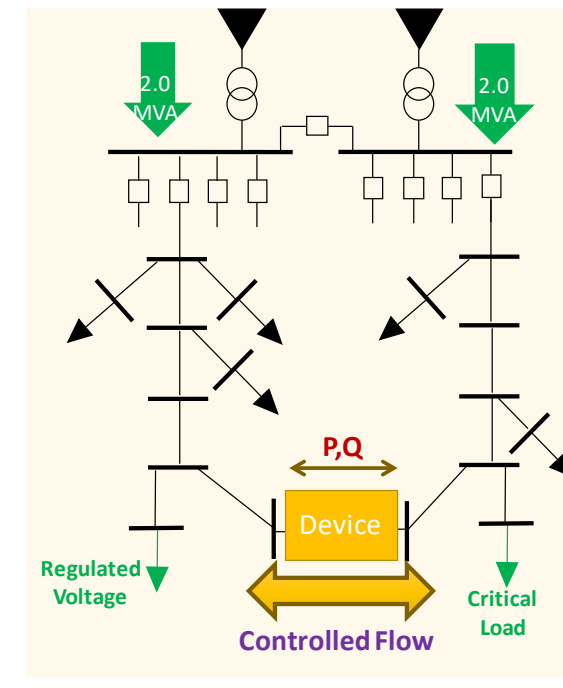 2.0
MVA
2.0
MVA
P,Q
Device
Regulated
Voltage
Critical
Load
Controlled Flow